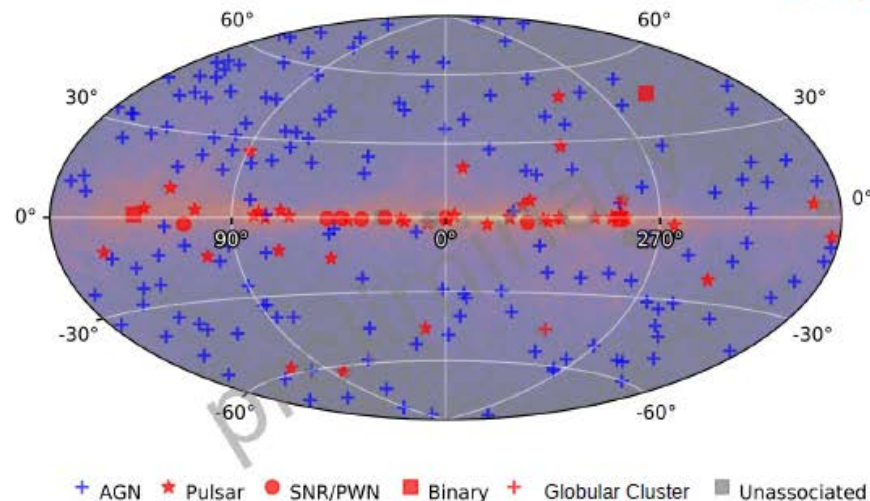 60° 60°
30° 30°
0° 90° 0° 270° 0°
-30° -30°
-60° -60°
preliminary
AGN Pulsar SNR/PWN Binary Globular Cluster Unassociated